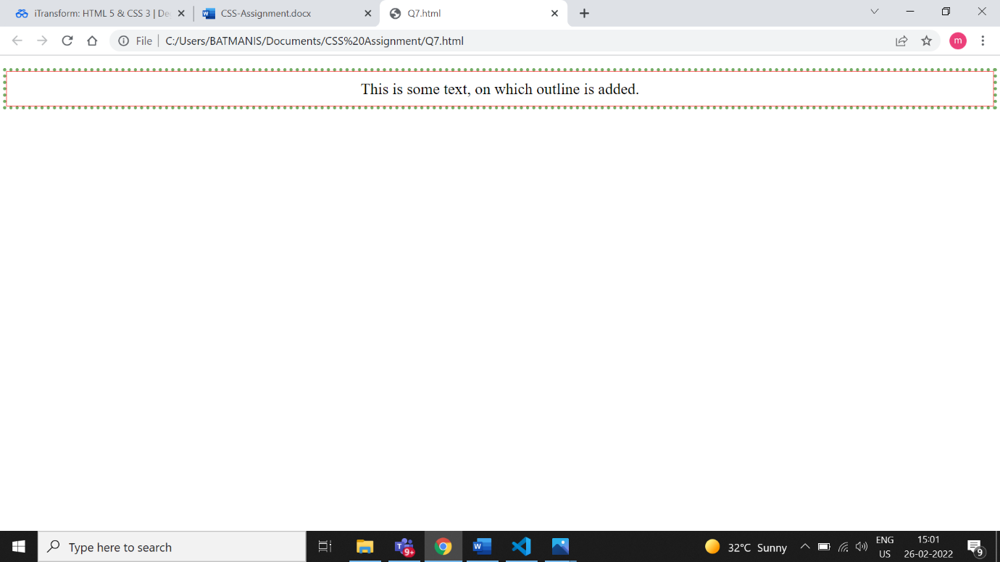 iTransform: HTML 5 & CSS 3 | De
CSS-Assignment.docx
Q7.html
File
C:/Users/BATMANIS/Documents/CSS%20Assignment/Q7.html
m
This is some text, on which outline is added.
Type here to search
9+
32°C Sunny
ENG
US
15:01
26-02-2022
9